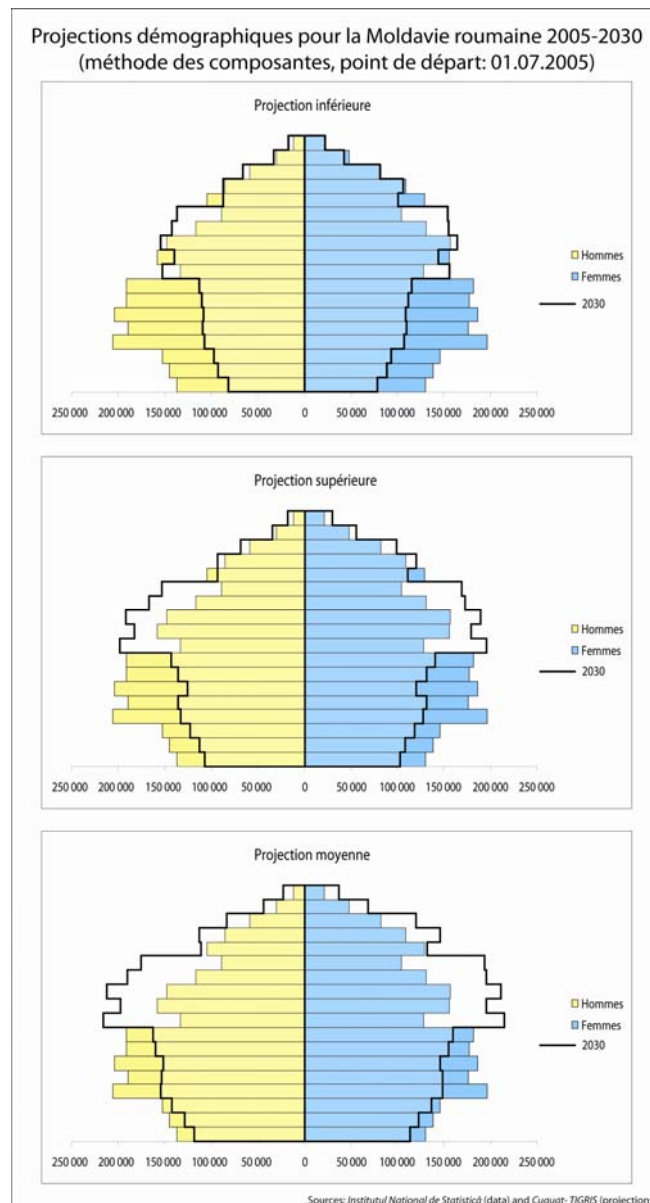 Projections démographiques pour la Moldavie roumaine 2005-2030
(méthode des composantes, point de départ: 01.07.2005)
Projection inférieure
Hommes
Femmes
2030
250 000 200 000 150 000 100 000 50 000 0 50 000 100 000 150 000 200 000 250 000
Projection supérieure
Hommes
Femmes
2030
250 000 200 000 150 000 100 000 50 000 0 50 000 100 000 150 000 200 000 250 000
Projection moyenne
Hommes
Femmes
2030
250 000 200 000 150 000 100 000 50 000 0 50 000 100 000 150 000 200 000 250 000
Sources: Institutul National de Statistică (data) and Cuguat- TIGRIS (projection